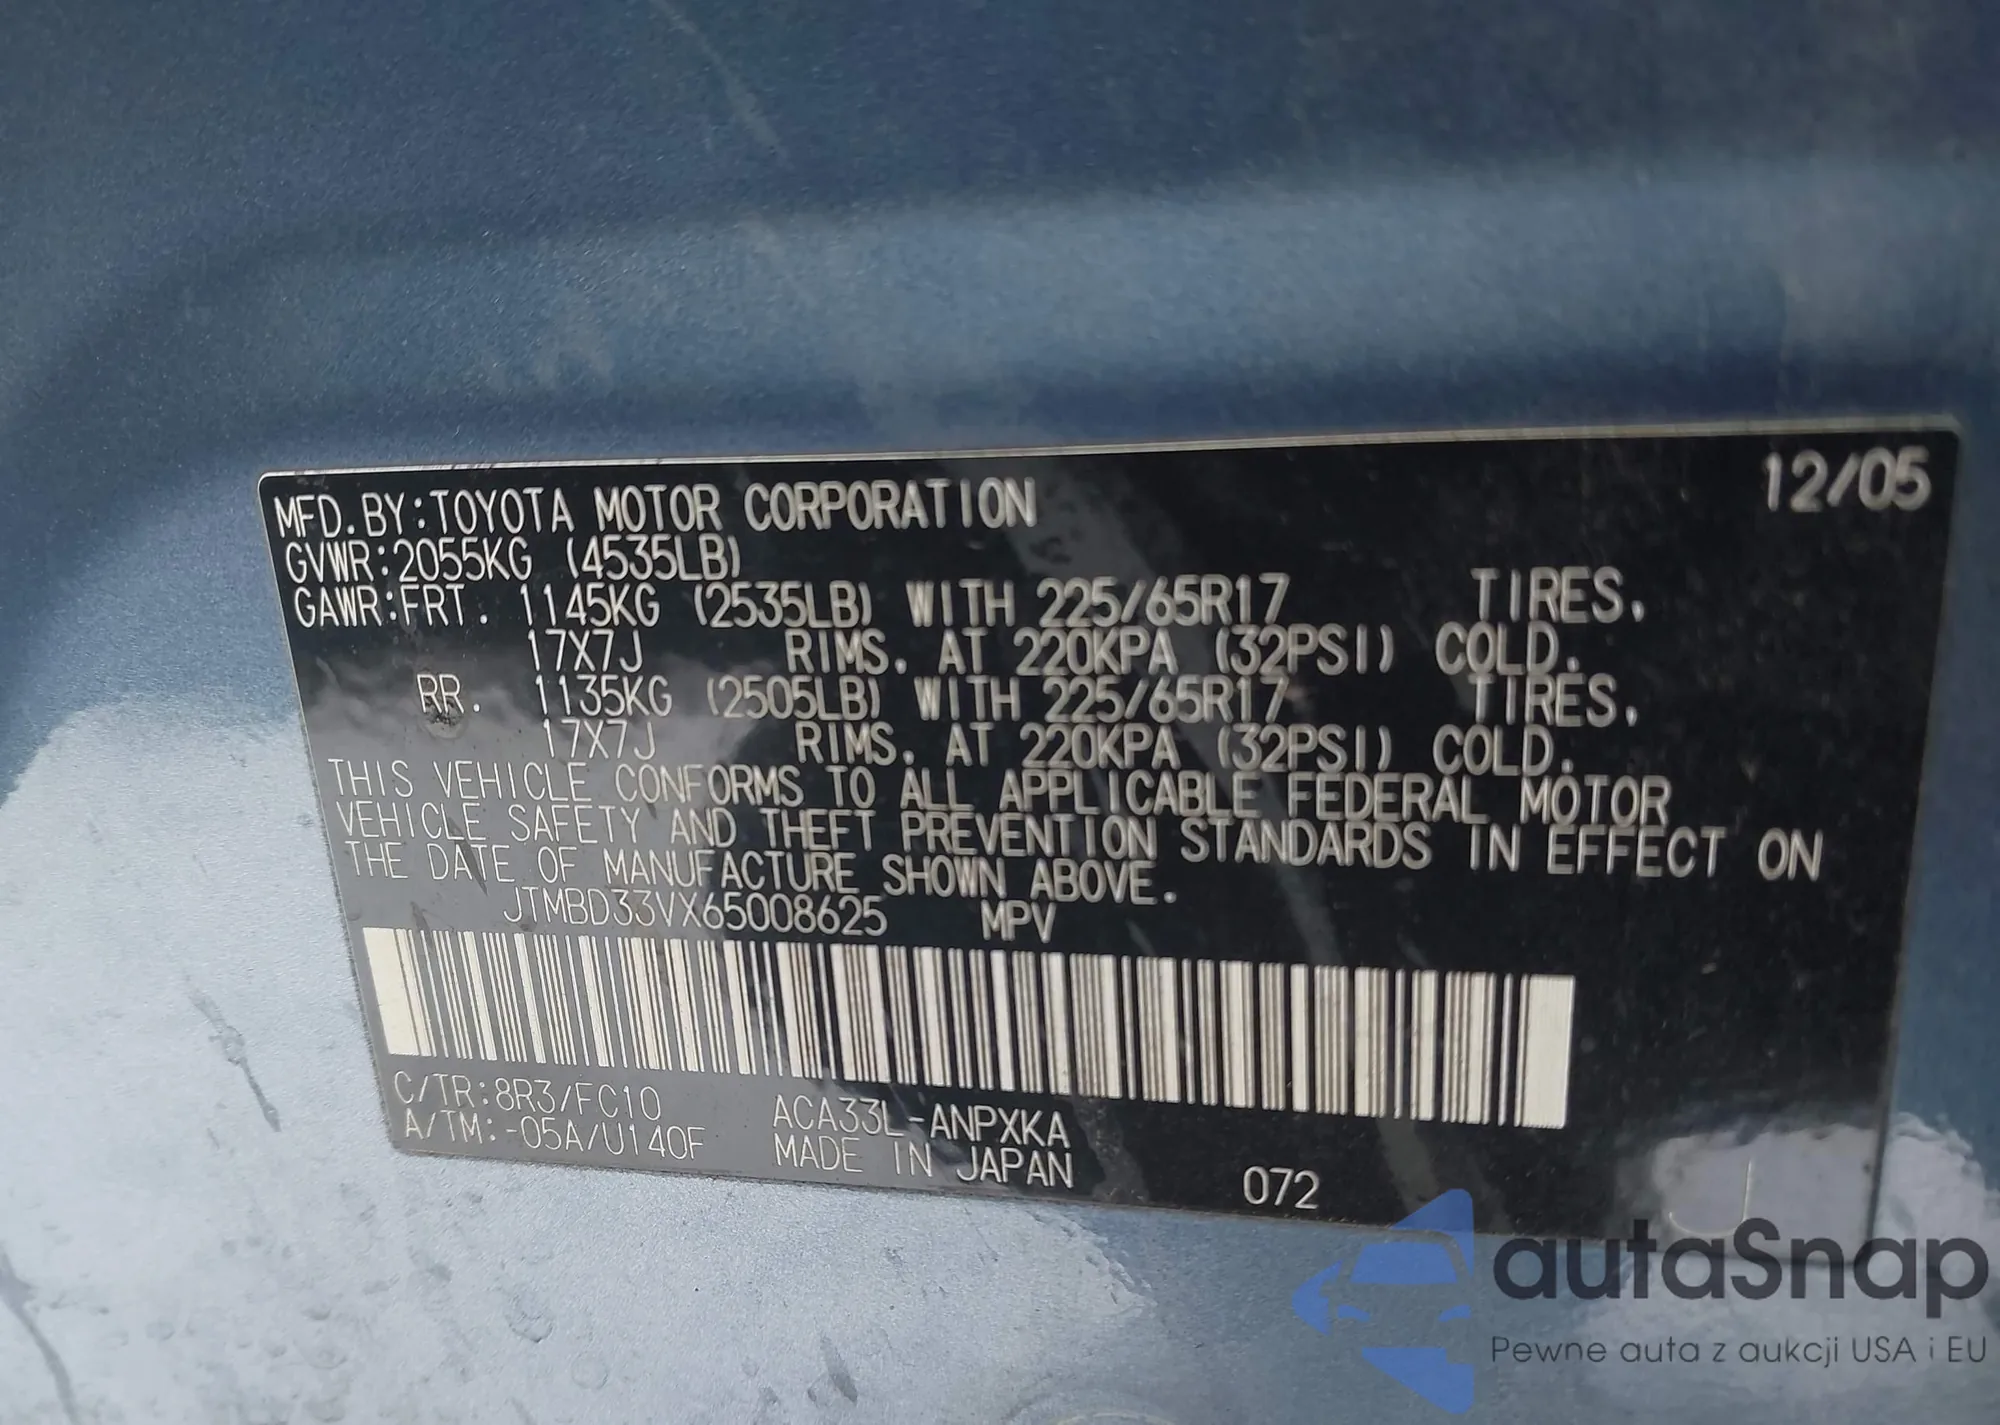 12/05
MFD.BY:TOYOTA MOTOR CORPORATION
GVWR:2055KG (4535LB)
GAWR:FRT. 1145KG (2535LB) WITH 225/65R17 TIRES,
17X7J RIMS, AT 220KPA (32PSI) COLD.
RR. 1135KG (2505LB) WITH 225/65R17 TIRES,
17X7J RIMS, AT 220KPA (32PSI) COLD.
THIS VEHICLE CONFORMS TO ALL APPLICABLE FEDERAL MOTOR
VEHICLE SAFETY AND THEFT PREVENTION STANDARDS IN EFFECT ON
THE DATE OF MANUFACTURE SHOWN ABOVE.
JTMBD33VX65008625 MPV
C/TR:8R3/FC10 ACA33L-ANPXKA
A/TM:-05A/U140F MADE IN JAPAN 072
autaSnap
Pewne auta z aukcji USA i EU